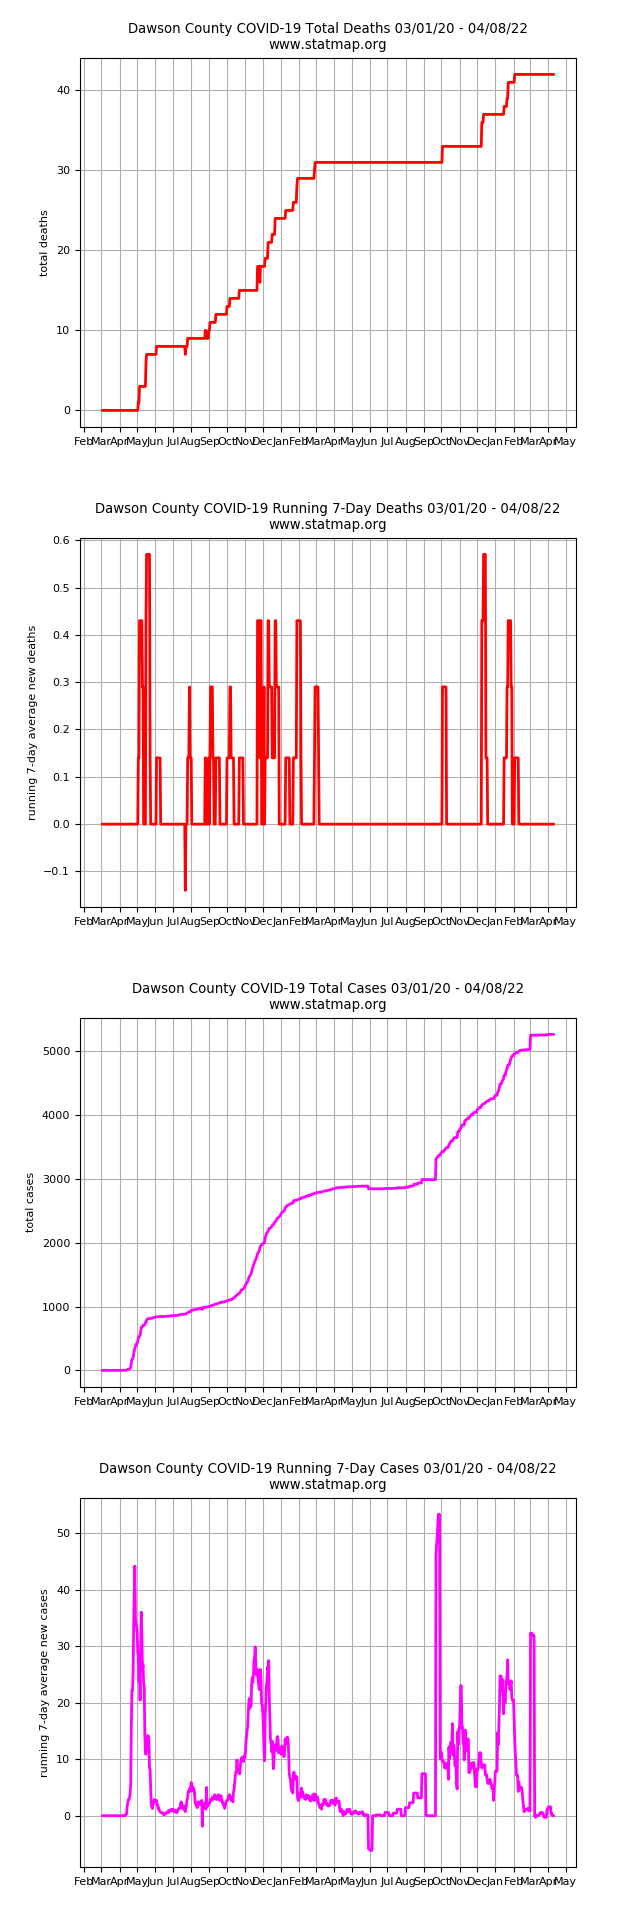 Dawson County COVID-19 Total Deaths 03/01/20 - 04/08/22
www.statmap.org
total deaths
40
30
20
10
0
Feb Mar Apr May Jun Jul Aug Sep Oct Nov Dec Jan Feb Mar Apr May Jun Jul Aug Sep Oct Nov Dec Jan Feb Mar Apr May
Dawson County COVID-19 Running 7-Day Deaths 03/01/20 - 04/08/22
www.statmap.org
running 7-day average new deaths
0.6
0.5
0.4
0.3
0.2
0.1
0.0
−0.1
Feb Mar Apr May Jun Jul Aug Sep Oct Nov Dec Jan Feb Mar Apr May Jun Jul Aug Sep Oct Nov Dec Jan Feb Mar Apr May
Dawson County COVID-19 Total Cases 03/01/20 - 04/08/22
www.statmap.org
total cases
5000
4000
3000
2000
1000
0
Feb Mar Apr May Jun Jul Aug Sep Oct Nov Dec Jan Feb Mar Apr May Jun Jul Aug Sep Oct Nov Dec Jan Feb Mar Apr May
Dawson County COVID-19 Running 7-Day Cases 03/01/20 - 04/08/22
www.statmap.org
running 7-day average new cases
50
40
30
20
10
0
Feb Mar Apr May Jun Jul Aug Sep Oct Nov Dec Jan Feb Mar Apr May Jun Jul Aug Sep Oct Nov Dec Jan Feb Mar Apr May